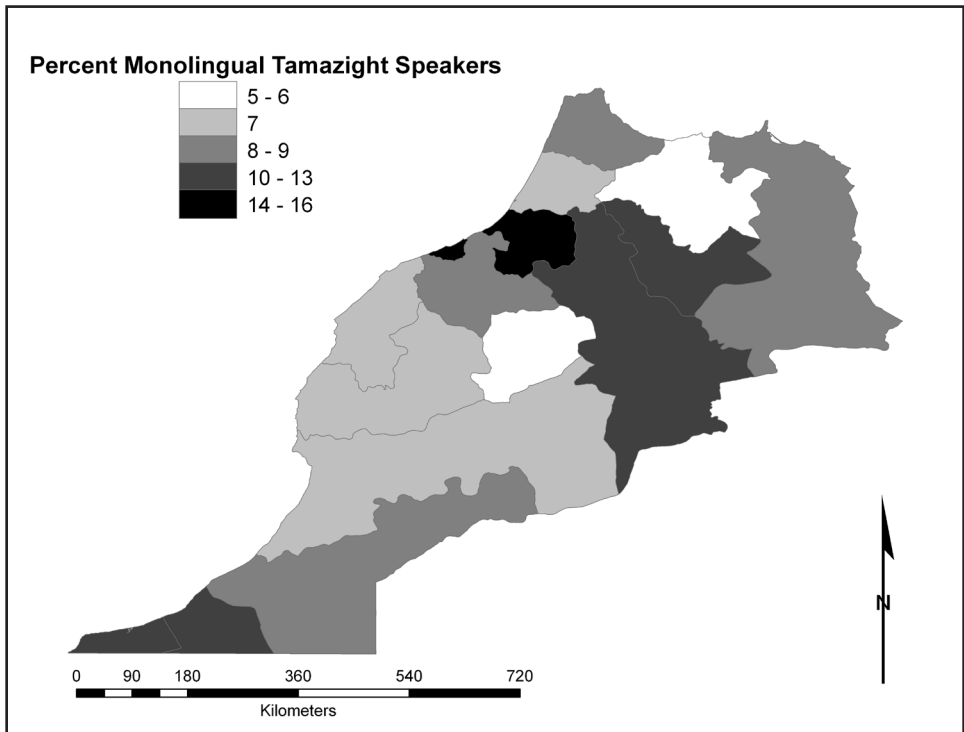 Percent Monolingual Tamazight Speakers
5 - 6
7
8 - 9
10 - 13
14 - 16
N
0 90 180 360 540 720
Kilometers